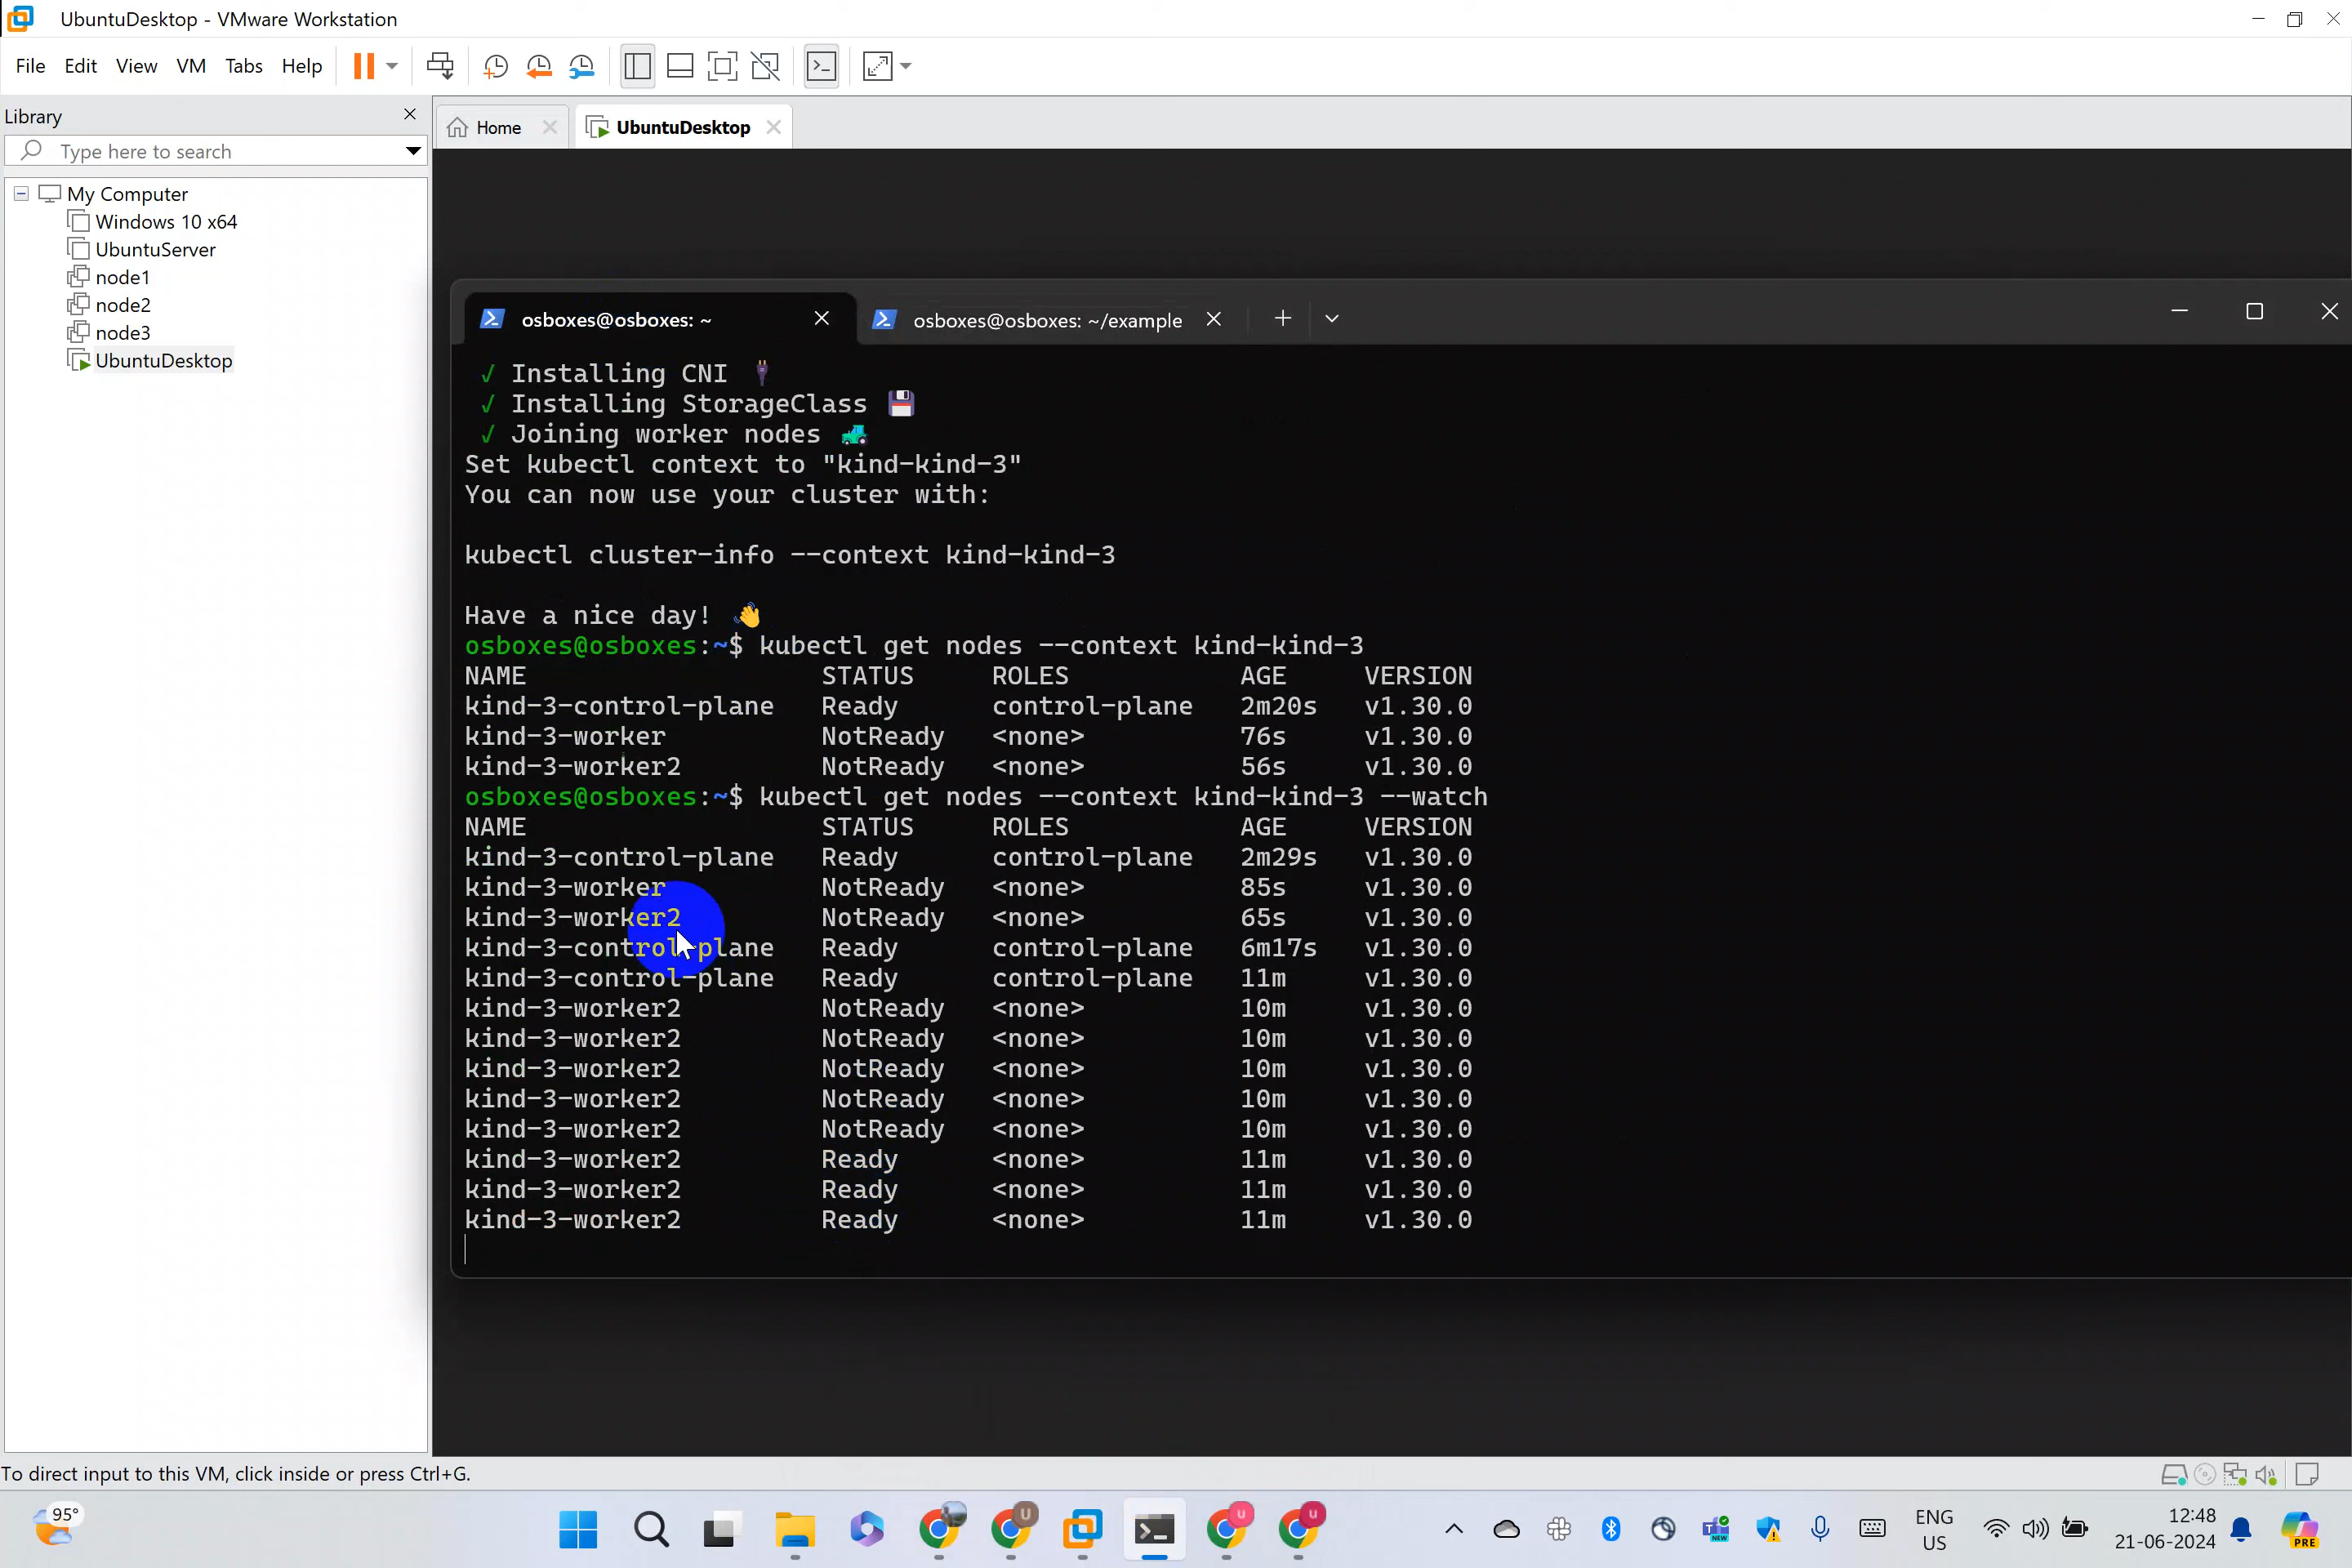 UbuntuDesktop - VMware Workstation
File Edit View VM Tabs Help
Library
Type here to search
My Computer
Windows 10 x64
UbuntuServer
node1
node2
node3
UbuntuDesktop
Home
UbuntuDesktop
osboxes@osboxes: ~
osboxes@osboxes: ~/example
✓ Installing CNI 🔌
✓ Installing StorageClass 💾
✓ Joining worker nodes 🚜
Set kubectl context to "kind-kind-3"
You can now use your cluster with:
kubectl cluster-info --context kind-kind-3
Have a nice day! 👋
osboxes@osboxes:~$ kubectl get nodes --context kind-kind-3
NAME STATUS ROLES AGE VERSION
kind-3-control-plane Ready control-plane 2m20s v1.30.0
kind-3-worker NotReady <none> 76s v1.30.0
kind-3-worker2 NotReady <none> 56s v1.30.0
osboxes@osboxes:~$ kubectl get nodes --context kind-kind-3 --watch
NAME STATUS ROLES AGE VERSION
kind-3-control-plane Ready control-plane 2m29s v1.30.0
kind-3-worker NotReady <none> 85s v1.30.0
kind-3-worker2 NotReady <none> 65s v1.30.0
kind-3-control-plane Ready control-plane 6m17s v1.30.0
kind-3-control-plane Ready control-plane 11m v1.30.0
kind-3-worker2 NotReady <none> 10m v1.30.0
kind-3-worker2 NotReady <none> 10m v1.30.0
kind-3-worker2 NotReady <none> 10m v1.30.0
kind-3-worker2 NotReady <none> 10m v1.30.0
kind-3-worker2 NotReady <none> 10m v1.30.0
kind-3-worker2 Ready <none> 11m v1.30.0
kind-3-worker2 Ready <none> 11m v1.30.0
kind-3-worker2 Ready <none> 11m v1.30.0
To direct input to this VM, click inside or press Ctrl+G.
95°
U
u
u
NEW
ENG
US
12:48
21-06-2024
PRE